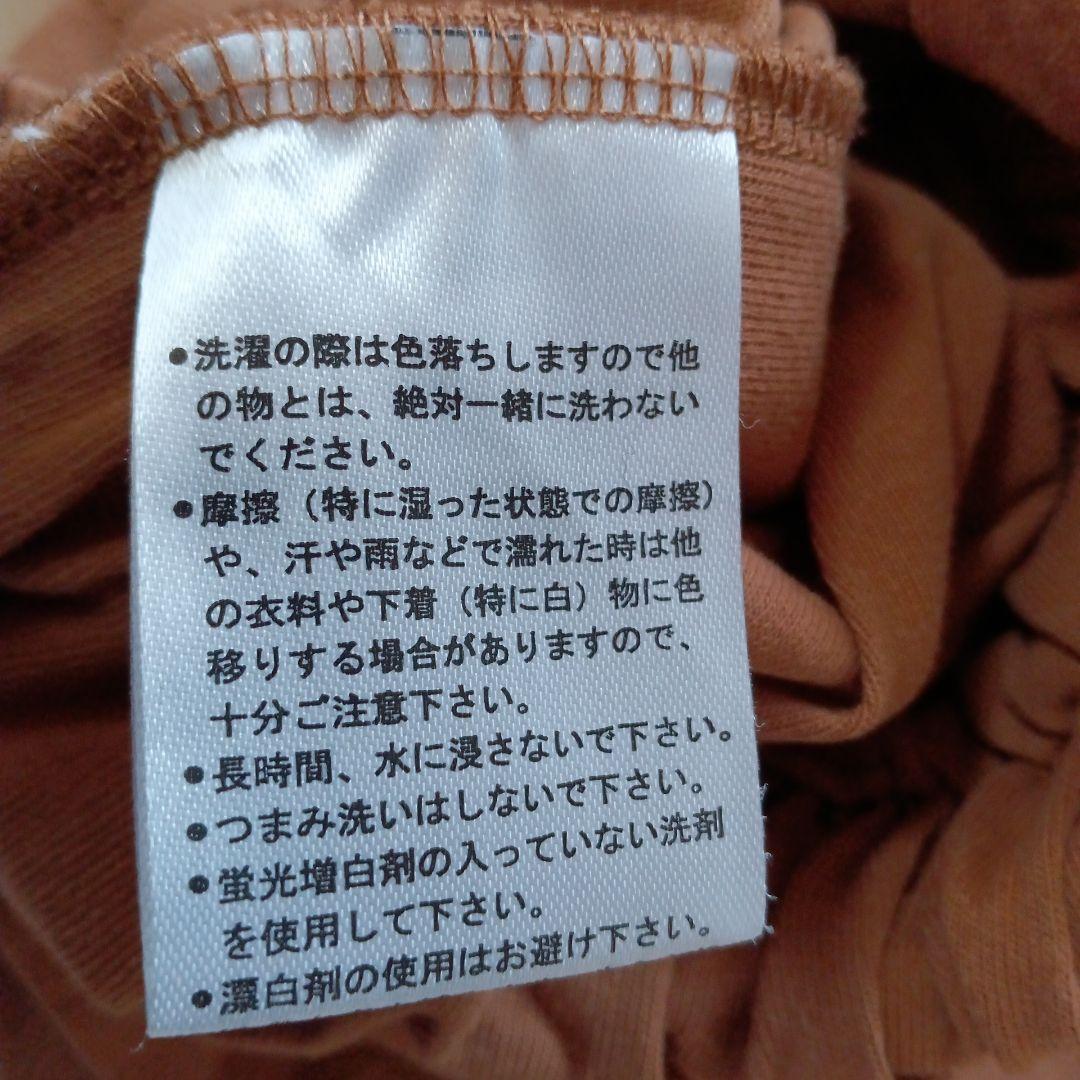 •洗濯の際は色落ちしますので他
の物とは、絶対一緒に洗わない
でください。
•摩擦（特に湿った状態での摩擦）
や、汗や雨などで濡れた時は他
の衣料や下着（特に白）物に色
移りする場合がありますので、
十分ご注意下さい。
•長時間、水に浸さないで下さい。
•つまみ洗いはしないで下さい。
•蛍光増白剤の入っていない洗剤
を使用して下さい。
•漂白剤の使用はお避け下さい。